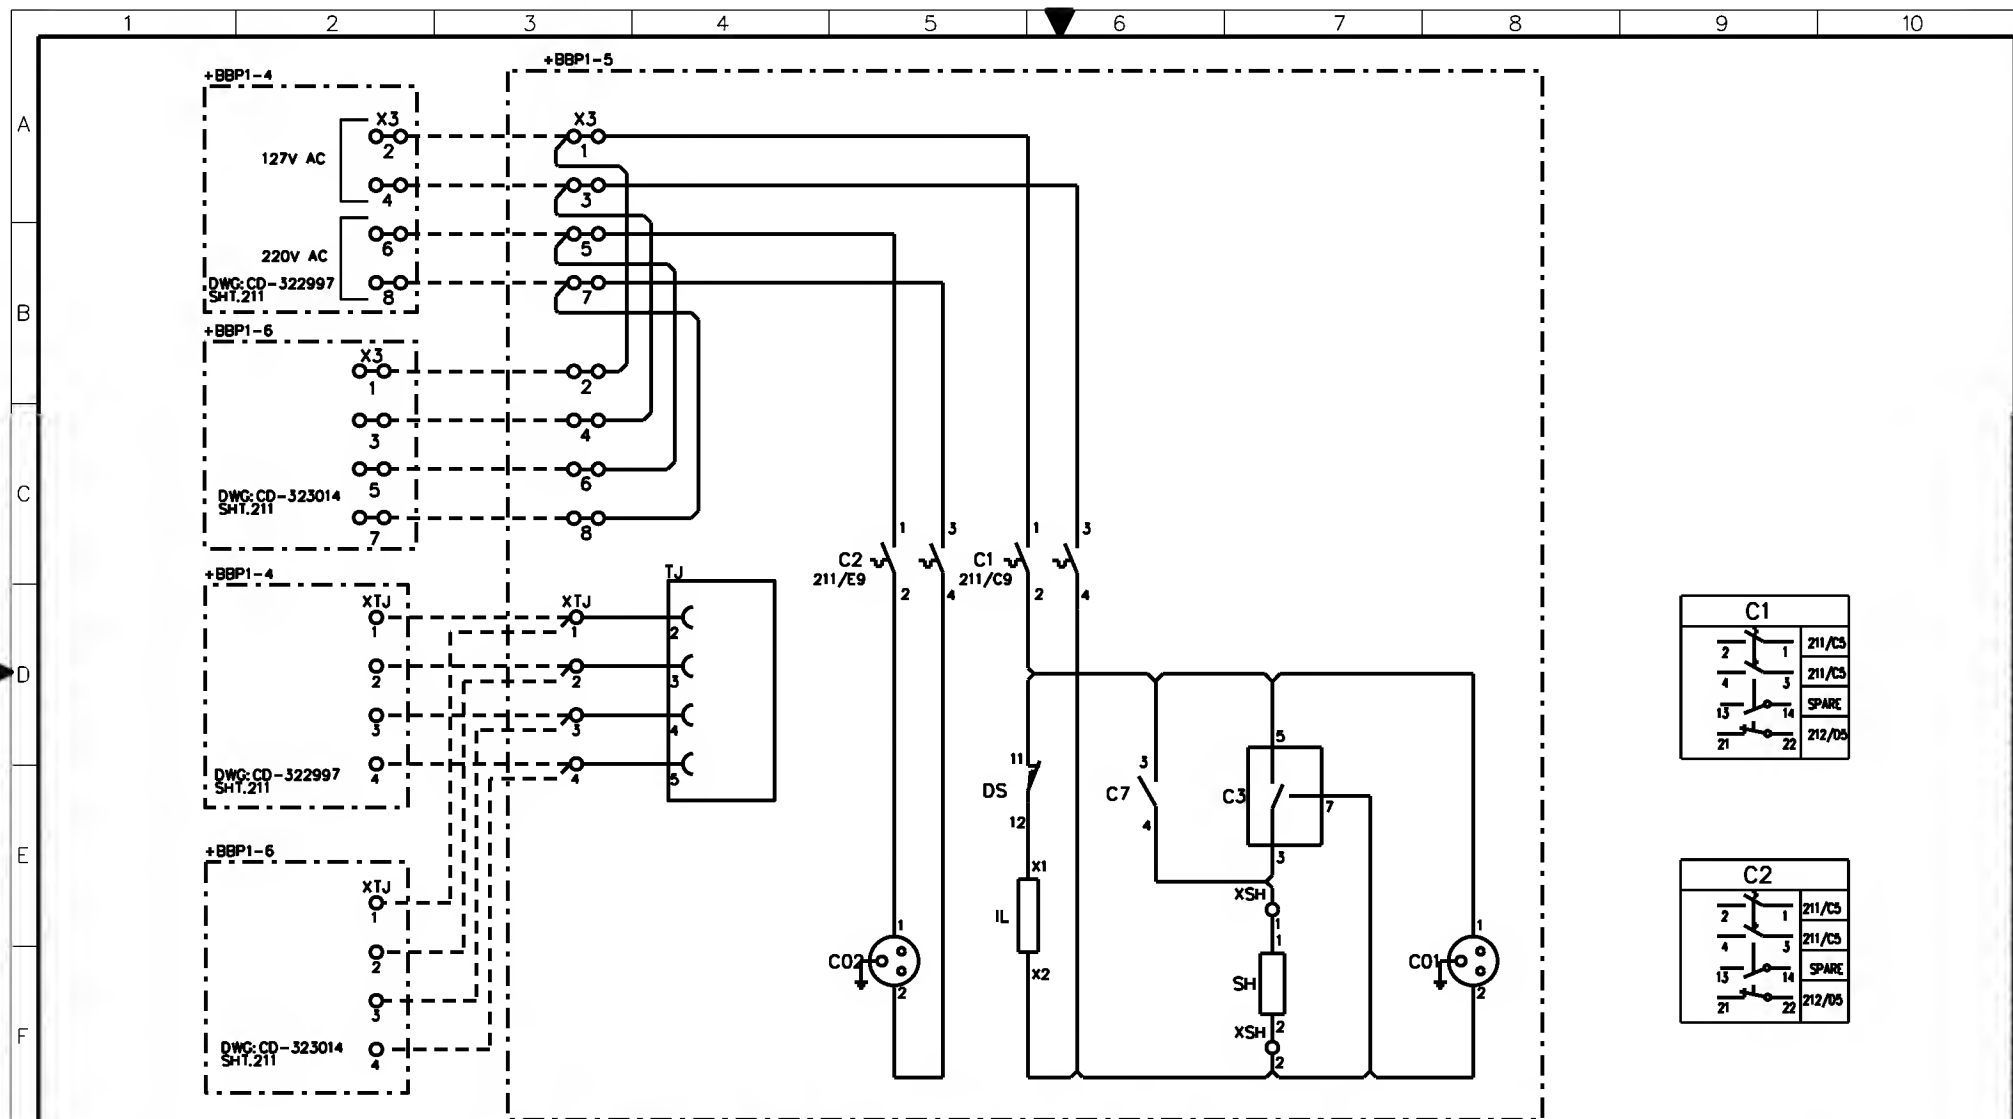 1 2 3 4 5 6 7 8 9 10
A
B
C
D
E
F
+BBP1-4
X3
127V AC
2
4
220V AC
6
8
DWG:CD-322997
SHT.211
+BBP1-6
X3
1
3
5
7
DWG:CD-323014
SHT.211
+BBP1-4
XTJ
1
2
3
4
DWG:CD-322997
SHT.211
+BBP1-6
XTJ
1
2
3
4
DWG:CD-323014
SHT.211
+BBP1-5
X3
1
3
5
7
2
4
6
8
XTJ
1
2
3
4
TJ
2
3
4
5
C2
211/E9
1 3
2 4
C1
211/C9
1 3
2 4
11
DS
12
X1
IL
X2
3
C7
4
5
C3
7
3
XSH
1
1
SH
2
XSH
2
CO2
1
2
CO1
1
2
C1
2 1 211/C5
4 3 211/C5
13 14 SPARE
21 22 212/D5
C2
2 1 211/C5
4 3 211/C5
13 14 SPARE
21 22 212/D5